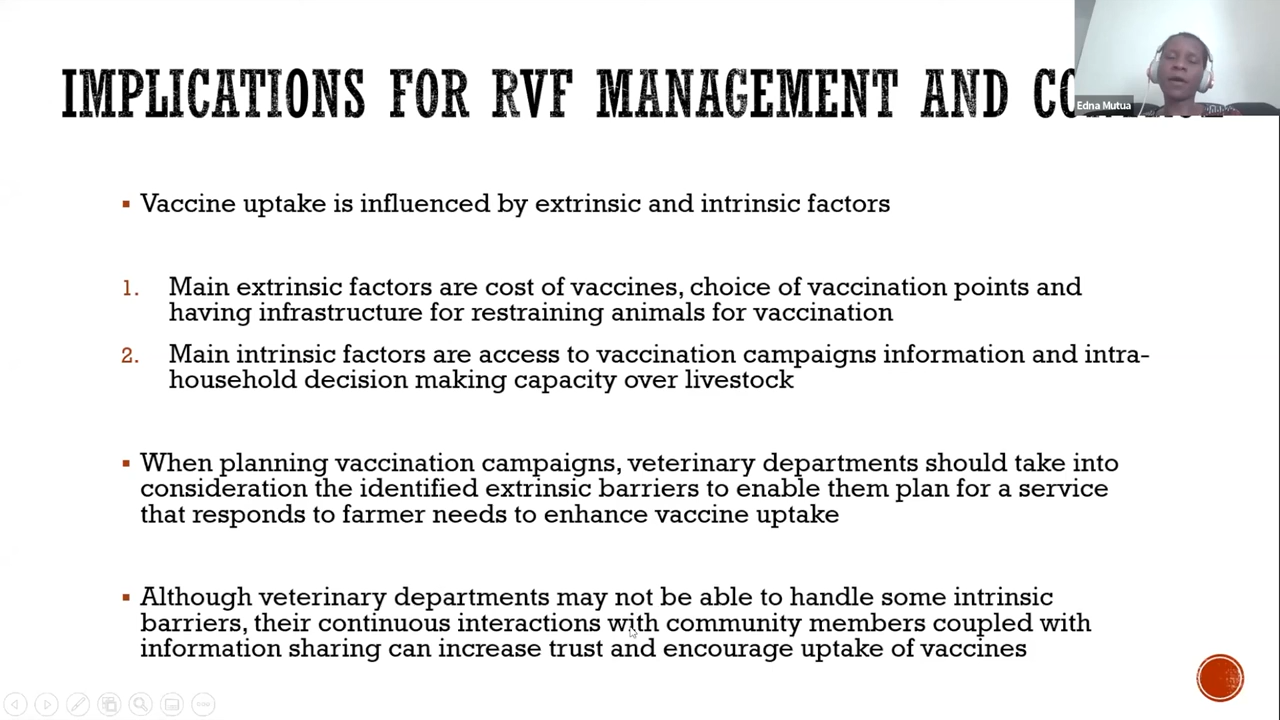 IMPLICATIONS FOR RVF MANAGEMENT AND
Edna Mutua
▪ Vaccine uptake is influenced by extrinsic and intrinsic factors
1. Main extrinsic factors are cost of vaccines, choice of vaccination points and
having infrastructure for restraining animals for vaccination
2. Main intrinsic factors are access to vaccination campaigns information and intra-
household decision making capacity over livestock
▪ When planning vaccination campaigns, veterinary departments should take into
consideration the identified extrinsic barriers to enable them plan for a service
that responds to farmer needs to enhance vaccine uptake
▪ Although veterinary departments may not be able to handle some intrinsic
barriers, their continuous interactions with community members coupled with
information sharing can increase trust and encourage uptake of vaccines